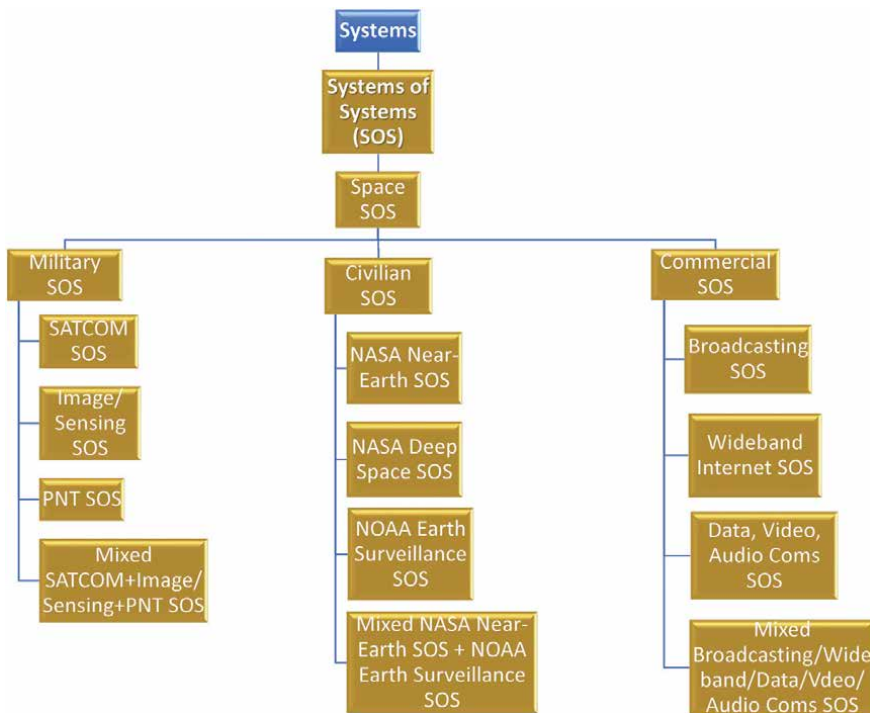 Systems
Systems of
Systems
(SOS)
Space
SOS
Military
SOS
SATCOM
SOS
Image/
Sensing
SOS
PNT SOS
Mixed
SATCOM+Image/
Sensing+PNT SOS
Civilian
SOS
NASA Near-
Earth SOS
NASA Deep
Space SOS
NOAA Earth
Surveillance
SOS
Mixed NASA Near-
Earth SOS + NOAA
Earth Surveillance
SOS
Commercial
SOS
Broadcasting
SOS
Wideband
Internet SOS
Data, Video,
Audio Coms
SOS
Mixed
Broadcasting/Wide
band/Data/Vdeo/
Audio Coms SOS